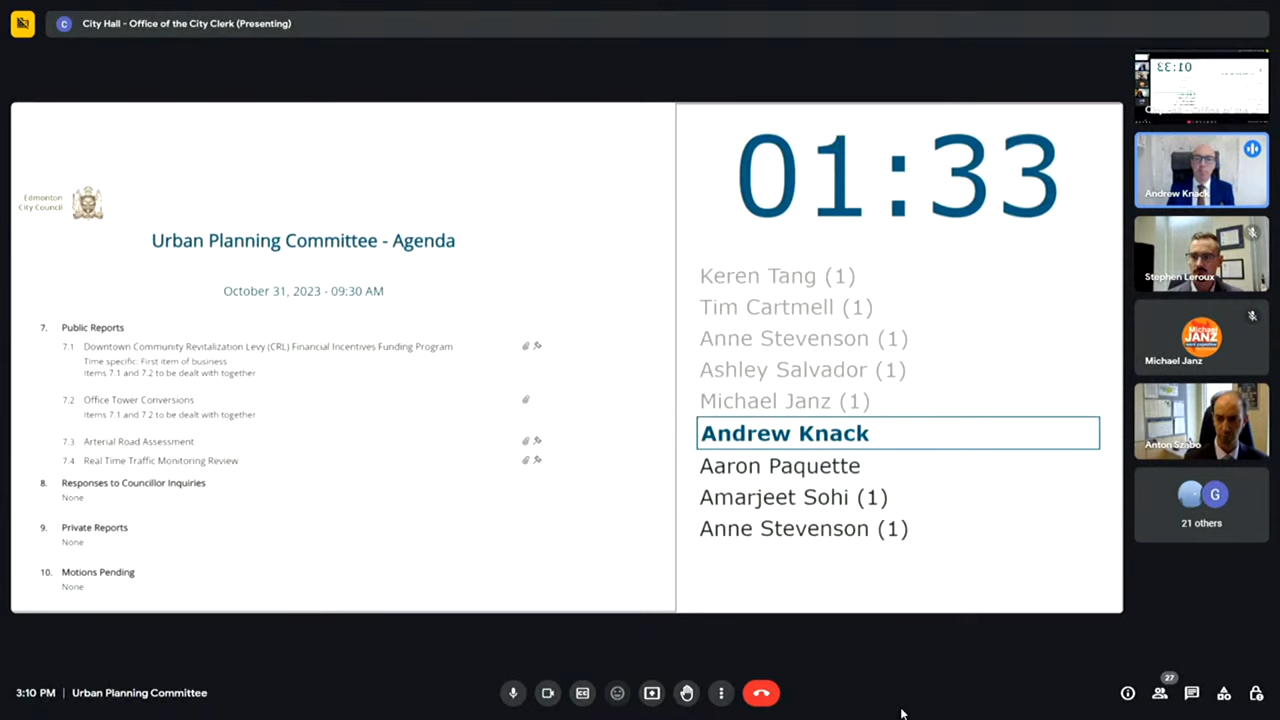 C City Hall - Office of the City Clerk (Presenting)
Edmonton
City Council
Urban Planning Committee - Agenda
October 31, 2023 - 09:30 AM
7. Public Reports
7.1 Downtown Community Revitalization Levy (CRL) Financial Incentives Funding Program
Time specific: First item of business
Items 7.1 and 7.2 to be dealt with together
7.2 Office Tower Conversions
Items 7.1 and 7.2 to be dealt with together
7.3 Arterial Road Assessment
7.4 Real Time Traffic Monitoring Review
8. Responses to Councillor Inquiries
None
9. Private Reports
None
10. Motions Pending
None
01:33
Keren Tang (1)
Tim Cartmell (1)
Anne Stevenson (1)
Ashley Salvador (1)
Michael Janz (1)
Andrew Knack
Aaron Paquette
Amarjeet Sohi (1)
Anne Stevenson (1)
01:33
Andrew Knack
Stephen Leroux
Michael
JANZ
Michael Janz
Anton Szabo
G
21 others
3:10 PM | Urban Planning Committee
CC
27